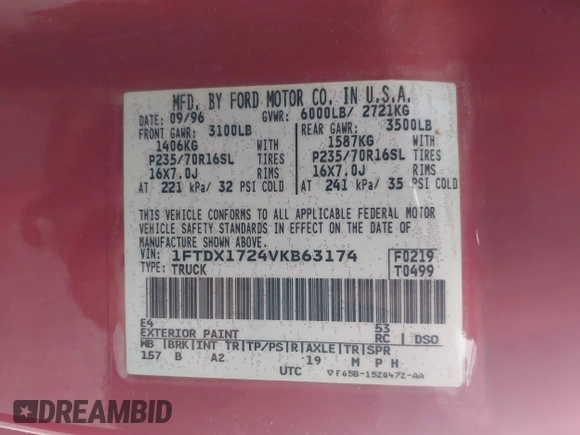 MFD. BY FORD MOTOR CO. IN U.S.A.
DATE: 09/96 GVWR: 6000LB/ 2721KG
FRONT GAWR: 3100LB REAR GAWR: 3500LB
1406KG WITH 1587KG WITH
P235/70R16SL TIRES P235/70R16SL TIRES
16X7.0J RIMS 16X7.0J RIMS
AT 221 kPa/ 32 PSI COLD AT 241 kPa/ 35 PSI COLD
THIS VEHICLE CONFORMS TO ALL APPLICABLE FEDERAL MOTOR
VEHICLE SAFETY STANDARDS IN EFFECT ON THE DATE OF
MANUFACTURE SHOWN ABOVE.
VIN: 1FTDX1724VKB63174 F0219
TYPE: TRUCK T0499
E4 53
EXTERIOR PAINT RC DSO
WB BRK INT TR TP/PS R AXLE TR SPR
157 B A2 19 M P H
UTC ▽F65B-1520472-AA
DREAMBID